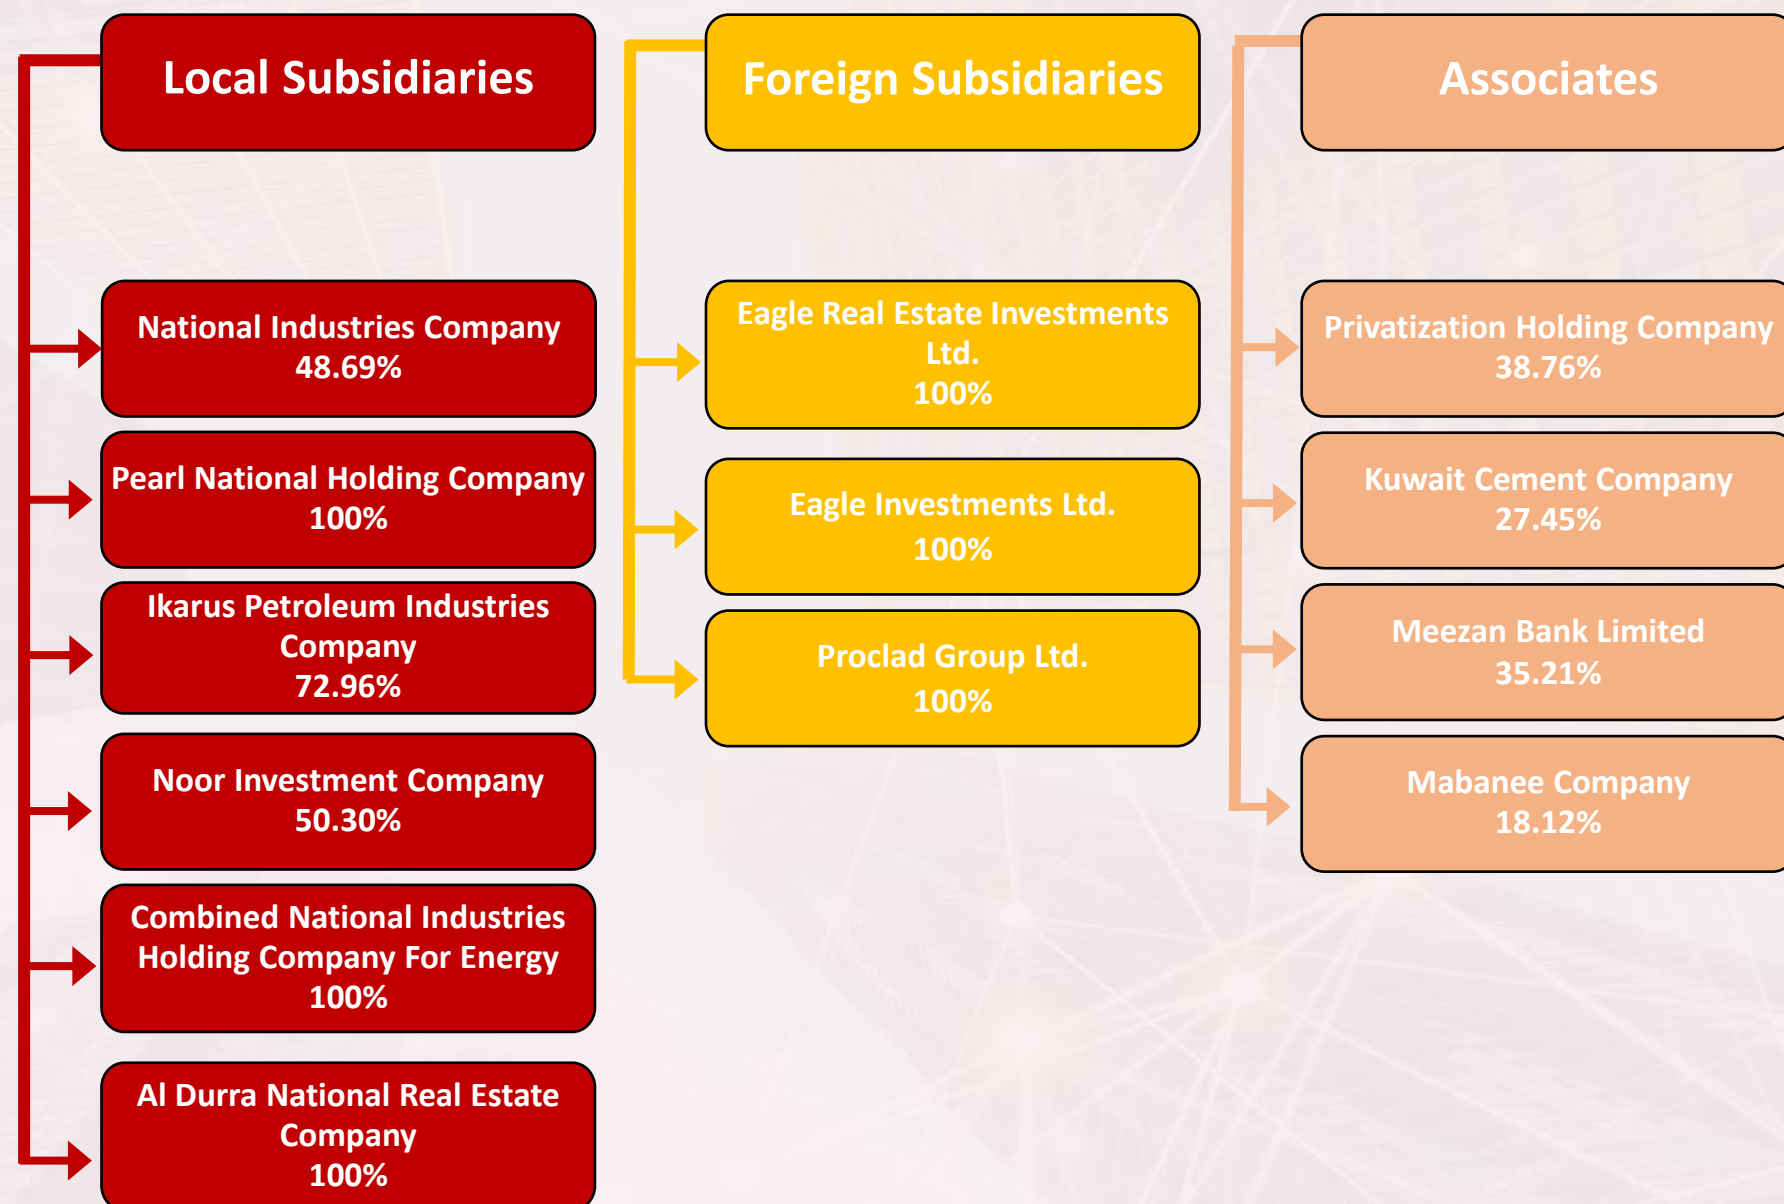 Local Subsidiaries
National Industries Company
48.69%
Pearl National Holding Company
100%
Ikarus Petroleum Industries
Company
72.96%
Noor Investment Company
50.30%
Combined National Industries
Holding Company For Energy
100%
Al Durra National Real Estate
Company
100%
Foreign Subsidiaries
Eagle Real Estate Investments
Ltd.
100%
Eagle Investments Ltd.
100%
Proclad Group Ltd.
100%
Associates
Privatization Holding Company
38.76%
Kuwait Cement Company
27.45%
Meezan Bank Limited
35.21%
Mabanee Company
18.12%